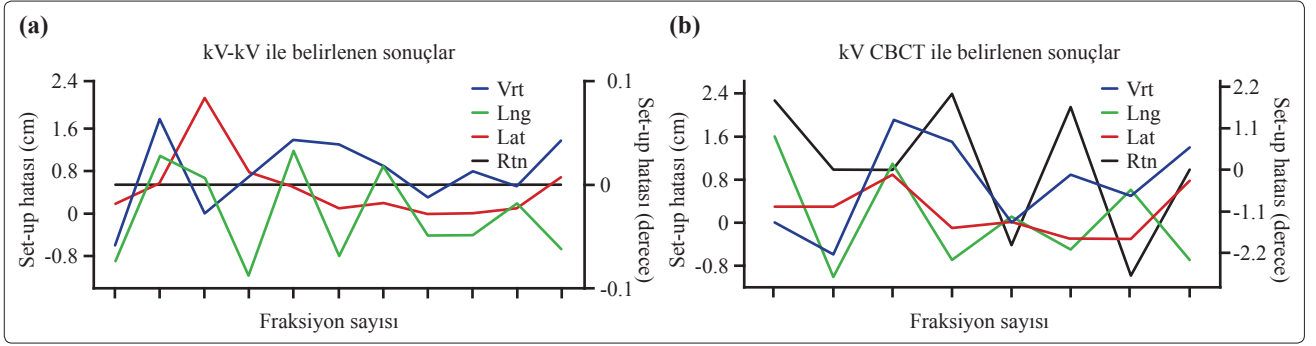 (a)
kV-kV ile belirlenen sonuçlar
Set-up hatası (cm)
2.4
1.6
0.8
0
-0.8
Vrt
Lng
Lat
Rtn
0.1
0
-0.1
Set-up hatası (derece)
Fraksiyon sayısı
(b)
kV CBCT ile belirlenen sonuçlar
Set-up hatası (cm)
2.4
1.6
0.8
0
-0.8
Vrt
Lng
Lat
Rtn
2.2
1.1
0
-1.1
-2.2
Set-up hatais (derece)
Fraksiyon sayısı